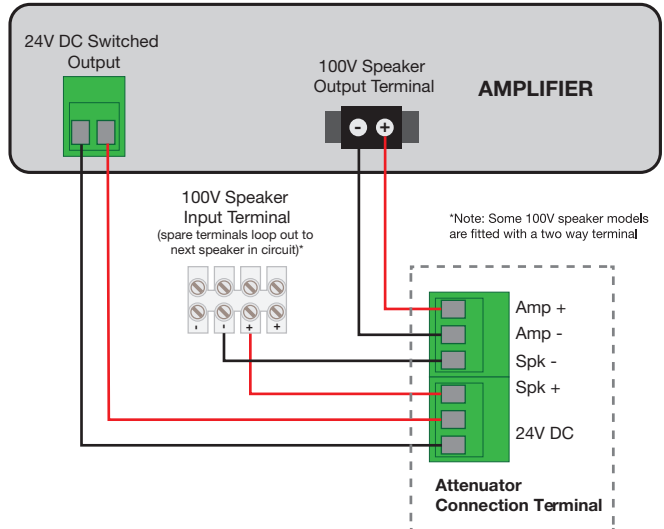 24V DC Switched
Output
100V Speaker
Output Terminal
AMPLIFIER
- +
100V Speaker
Input Terminal
(spare terminals loop out to
next speaker in circuit)*
*Note: Some 100V speaker models
are fitted with a two way terminal
- - + +
Amp +
Amp -
Spk -
Spk +
24V DC
Attenuator
Connection Terminal